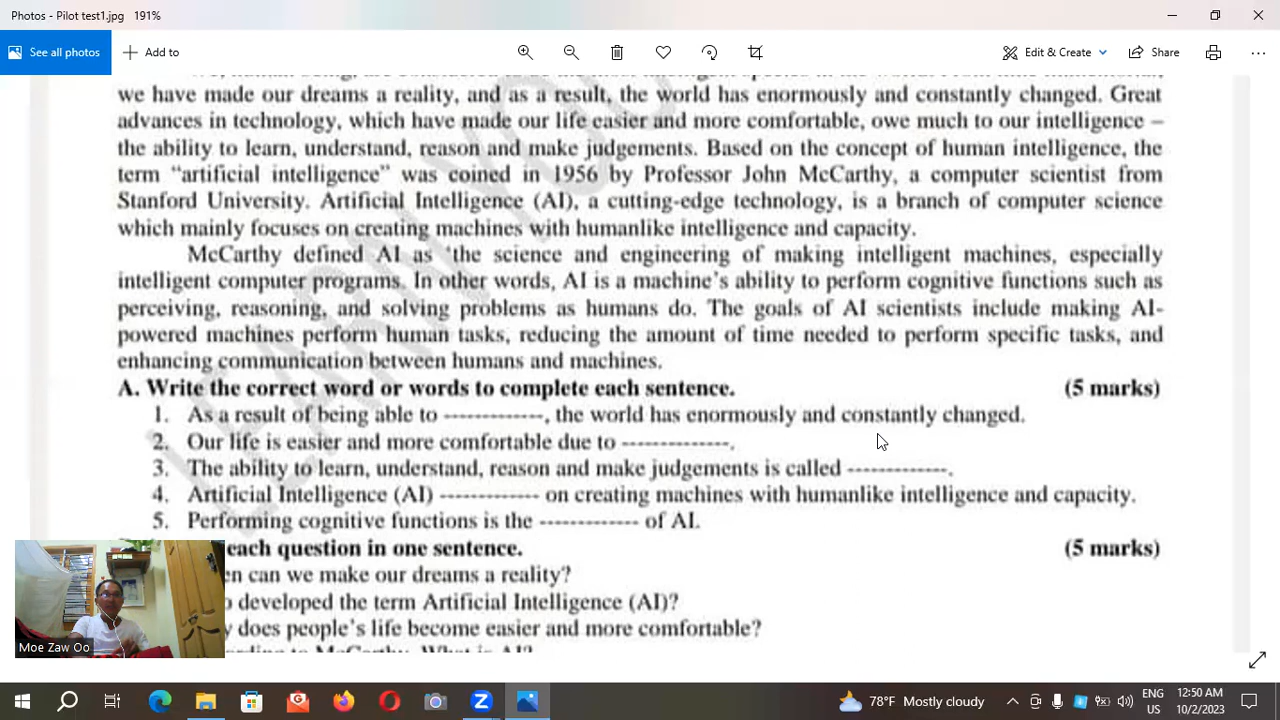 Photos - Pilot test1.jpg 191%
See all photos
Add to
Edit & Create
Share
we have made our dreams a reality, and as a result, the world has enormously and constantly changed. Great
advances in technology, which have made our life easier and more comfortable, owe much to our intelligence –
the ability to learn, understand, reason and make judgements. Based on the concept of human intelligence, the
term “artificial intelligence” was coined in 1956 by Professor John McCarthy, a computer scientist from
Stanford University. Artificial Intelligence (AI), a cutting-edge technology, is a branch of computer science
which mainly focuses on creating machines with humanlike intelligence and capacity.
McCarthy defined AI as ‘the science and engineering of making intelligent machines, especially
intelligent computer programs. In other words, AI is a machine’s ability to perform cognitive functions such as
perceiving, reasoning, and solving problems as humans do. The goals of AI scientists include making AI-
powered machines perform human tasks, reducing the amount of time needed to perform specific tasks, and
enhancing communication between humans and machines.
A. Write the correct word or words to complete each sentence. (5 marks)
1. As a result of being able to -------------, the world has enormously and constantly changed.
2. Our life is easier and more comfortable due to --------------.
3. The ability to learn, understand, reason and make judgements is called -------------.
4. Artificial Intelligence (AI) ------------- on creating machines with humanlike intelligence and capacity.
5. Performing cognitive functions is the ------------- of AI.
each question in one sentence. (5 marks)
en can we make our dreams a reality?
o developed the term Artificial Intelligence (AI)?
y does people’s life become easier and more comfortable?
McCarthy, What is AI?
Moe Zaw Oo
78°F Mostly cloudy
ENG
US
12:50 AM
10/2/2023